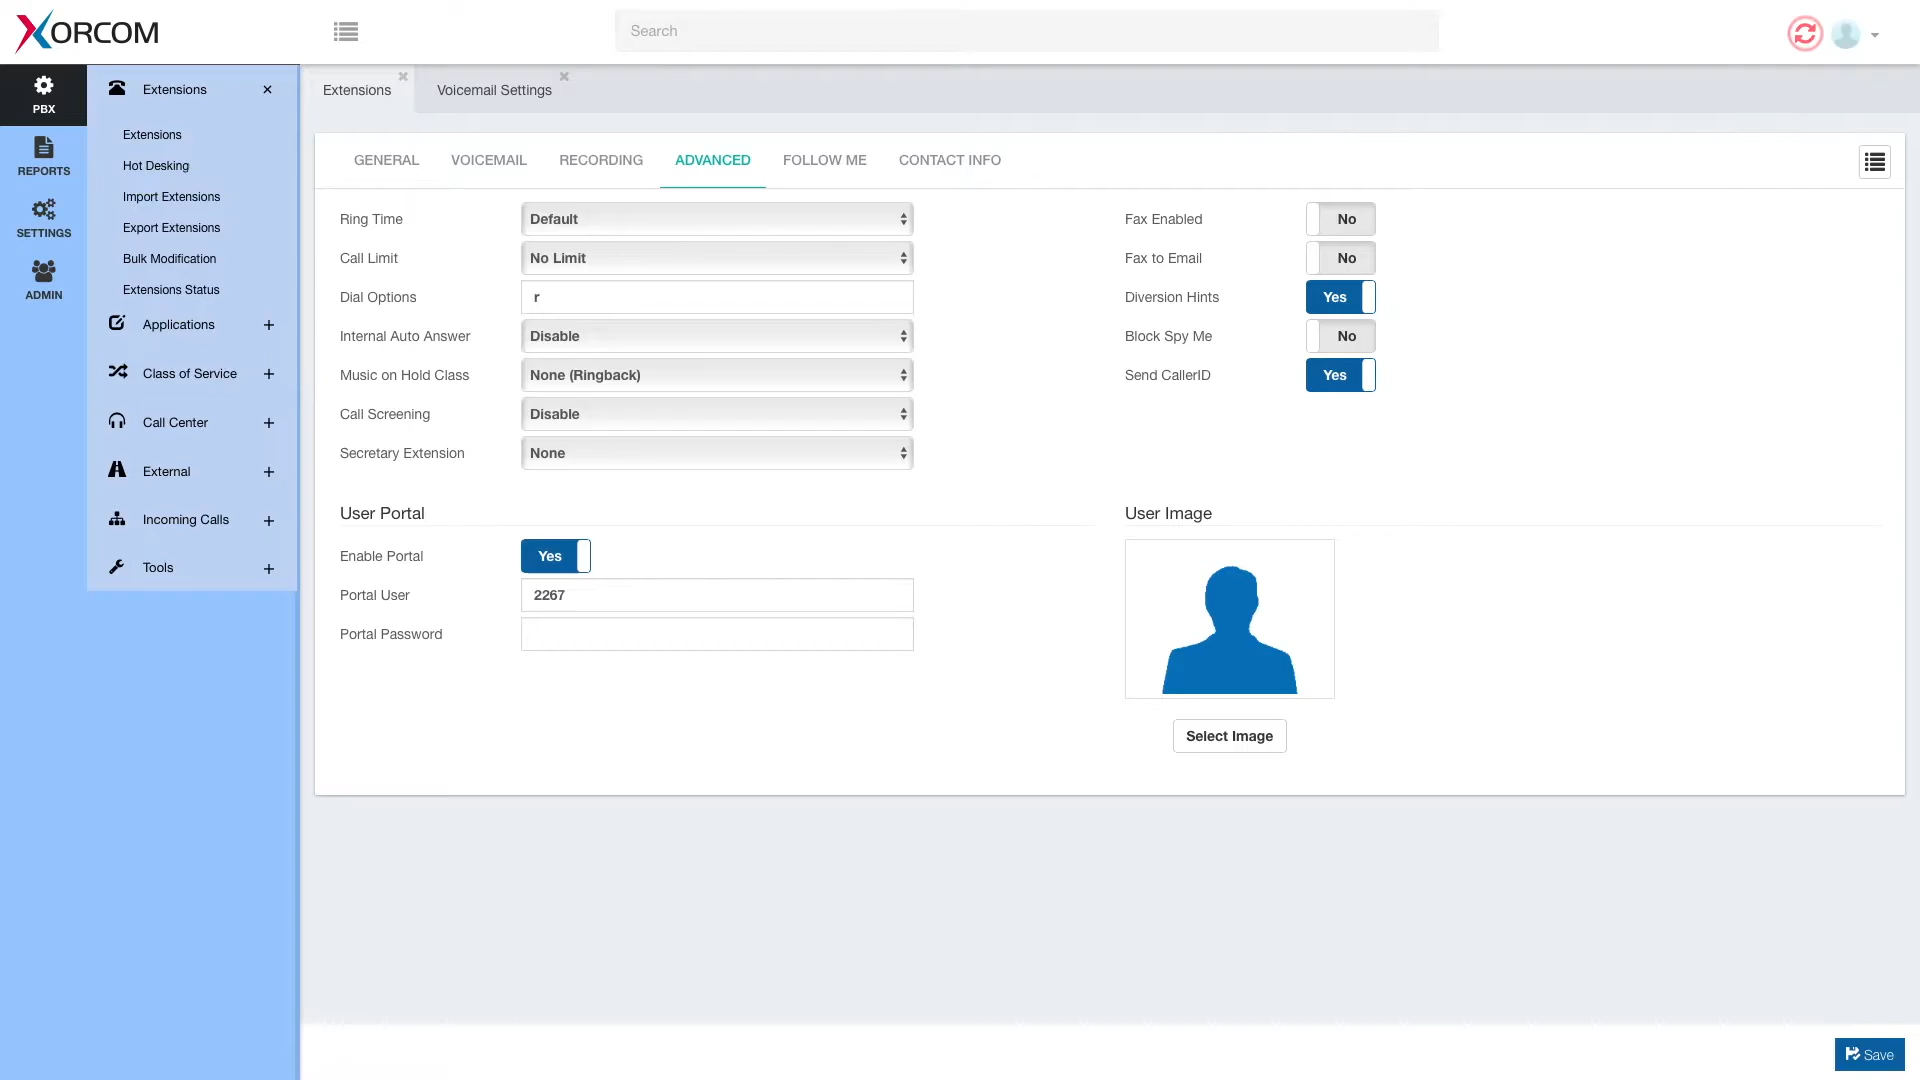 XORCOM
Search
PBX
REPORTS
SETTINGS
ADMIN
Extensions
Extensions
Hot Desking
Import Extensions
Export Extensions
Bulk Modification
Extensions Status
Applications
Class of Service
Call Center
External
Incoming Calls
Tools
Extensions Voicemail Settings
GENERAL VOICEMAIL RECORDING ADVANCED FOLLOW ME CONTACT INFO
Ring Time Default
Call Limit No Limit
Dial Options r
Internal Auto Answer Disable
Music on Hold Class None (Ringback)
Call Screening Disable
Secretary Extension None
Fax Enabled No
Fax to Email No
Diversion Hints Yes
Block Spy Me No
Send CallerID Yes
User Portal
Enable Portal Yes
Portal User 2267
Portal Password
User Image
Select Image
Save